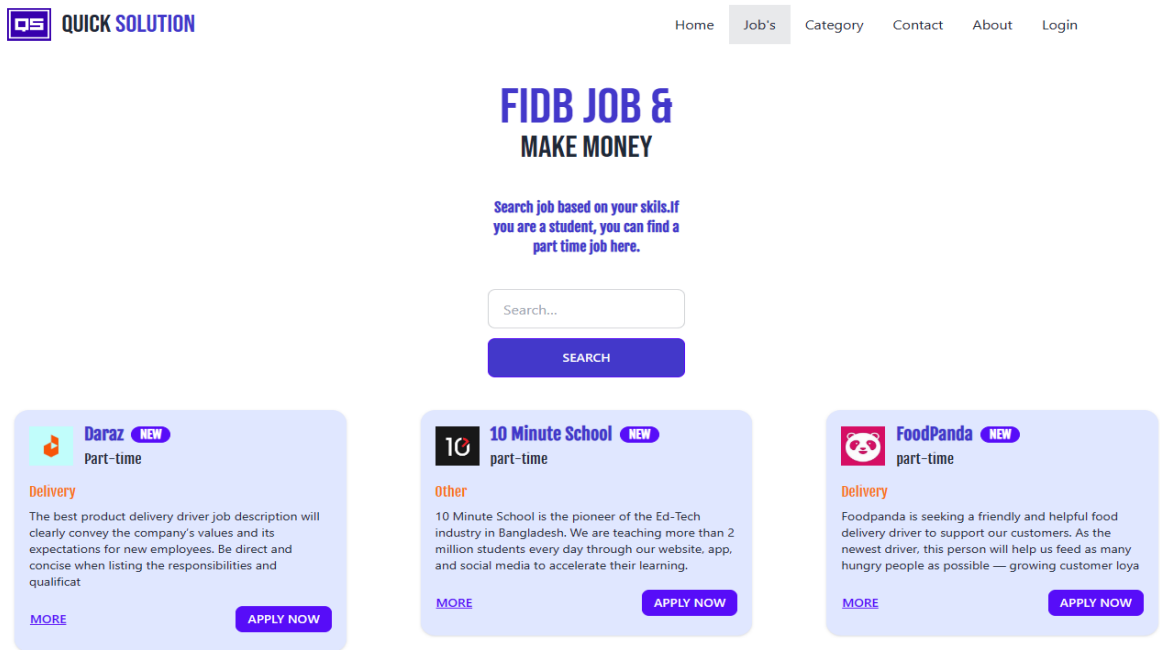 QS QUICK SOLUTION
Home Job's Category Contact About Login
FIDB JOB &
MAKE MONEY
Search job based on your skils.If
you are a student, you can find a
part time job here.
Search...
SEARCH
Daraz NEW
Part-time
Delivery
The best product delivery driver job description will
clearly convey the company's values and its
expectations for new employees. Be direct and
concise when listing the responsibilities and
qualificat
MORE APPLY NOW
10 10 Minute School NEW
part-time
Other
10 Minute School is the pioneer of the Ed-Tech
industry in Bangladesh. We are teaching more than 2
million students every day through our website, app,
and social media to accelerate their learning.
MORE APPLY NOW
FoodPanda NEW
part-time
Delivery
Foodpanda is seeking a friendly and helpful food
delivery driver to support our customers. As the
newest driver, this person will help us feed as many
hungry people as possible — growing customer loya
MORE APPLY NOW